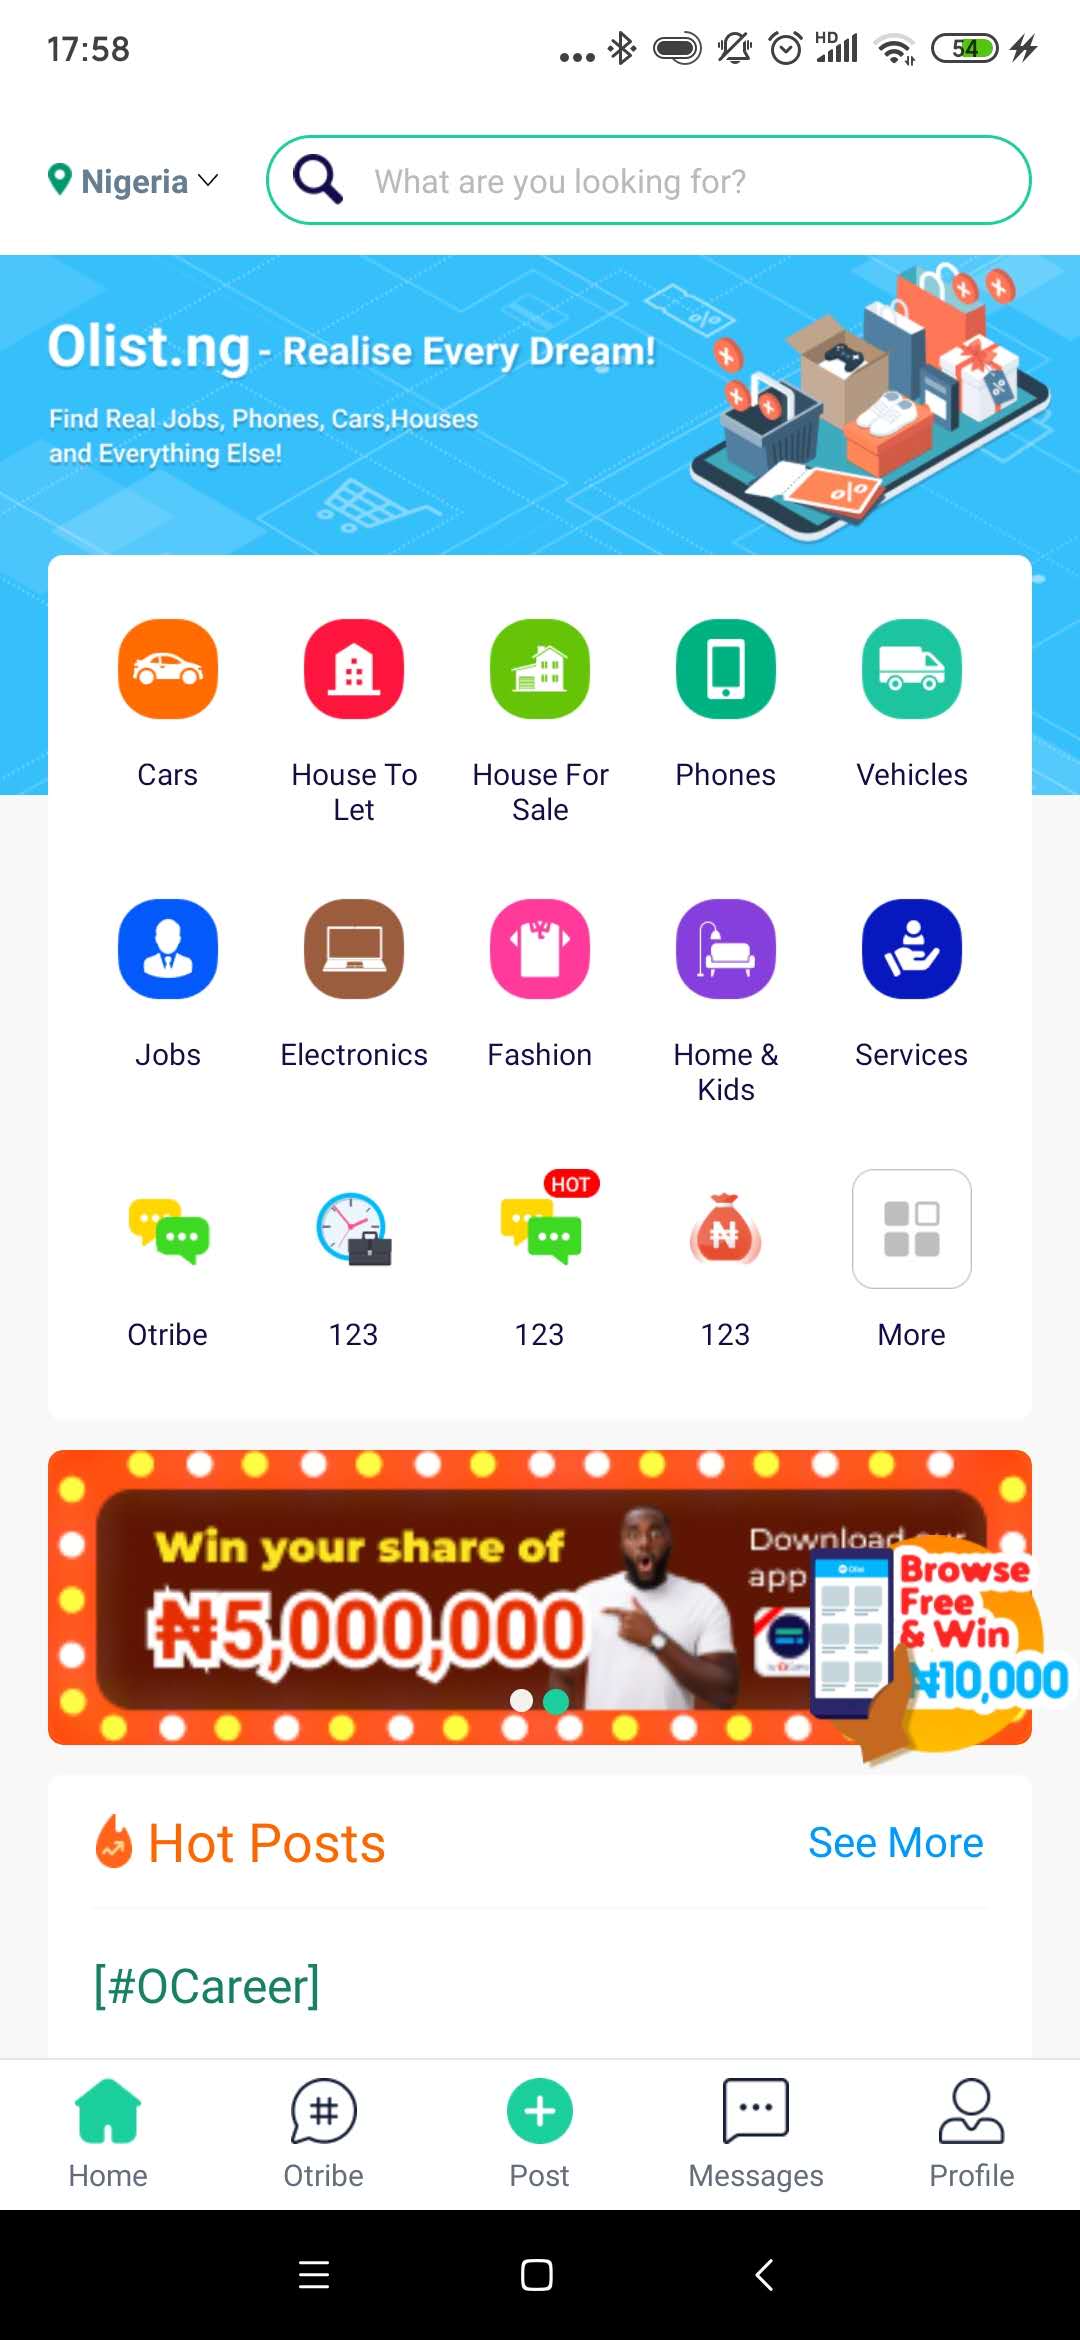 17:58
HD
54
Nigeria
What are you looking for?
Olist.ng - Realise Every Dream!
Find Real Jobs, Phones, Cars,Houses
and Everything Else!
Cars
House To
Let
House For
Sale
Phones
Vehicles
Jobs
Electronics
Fashion
Home &
Kids
Services
HOT
Otribe
123
123
123
More
Win your share of
₦5,000,000
Download our
app
Browse
Free
& Win
₦10,000
Hot Posts
See More
[#OCareer]
Home
Otribe
Post
Messages
Profile